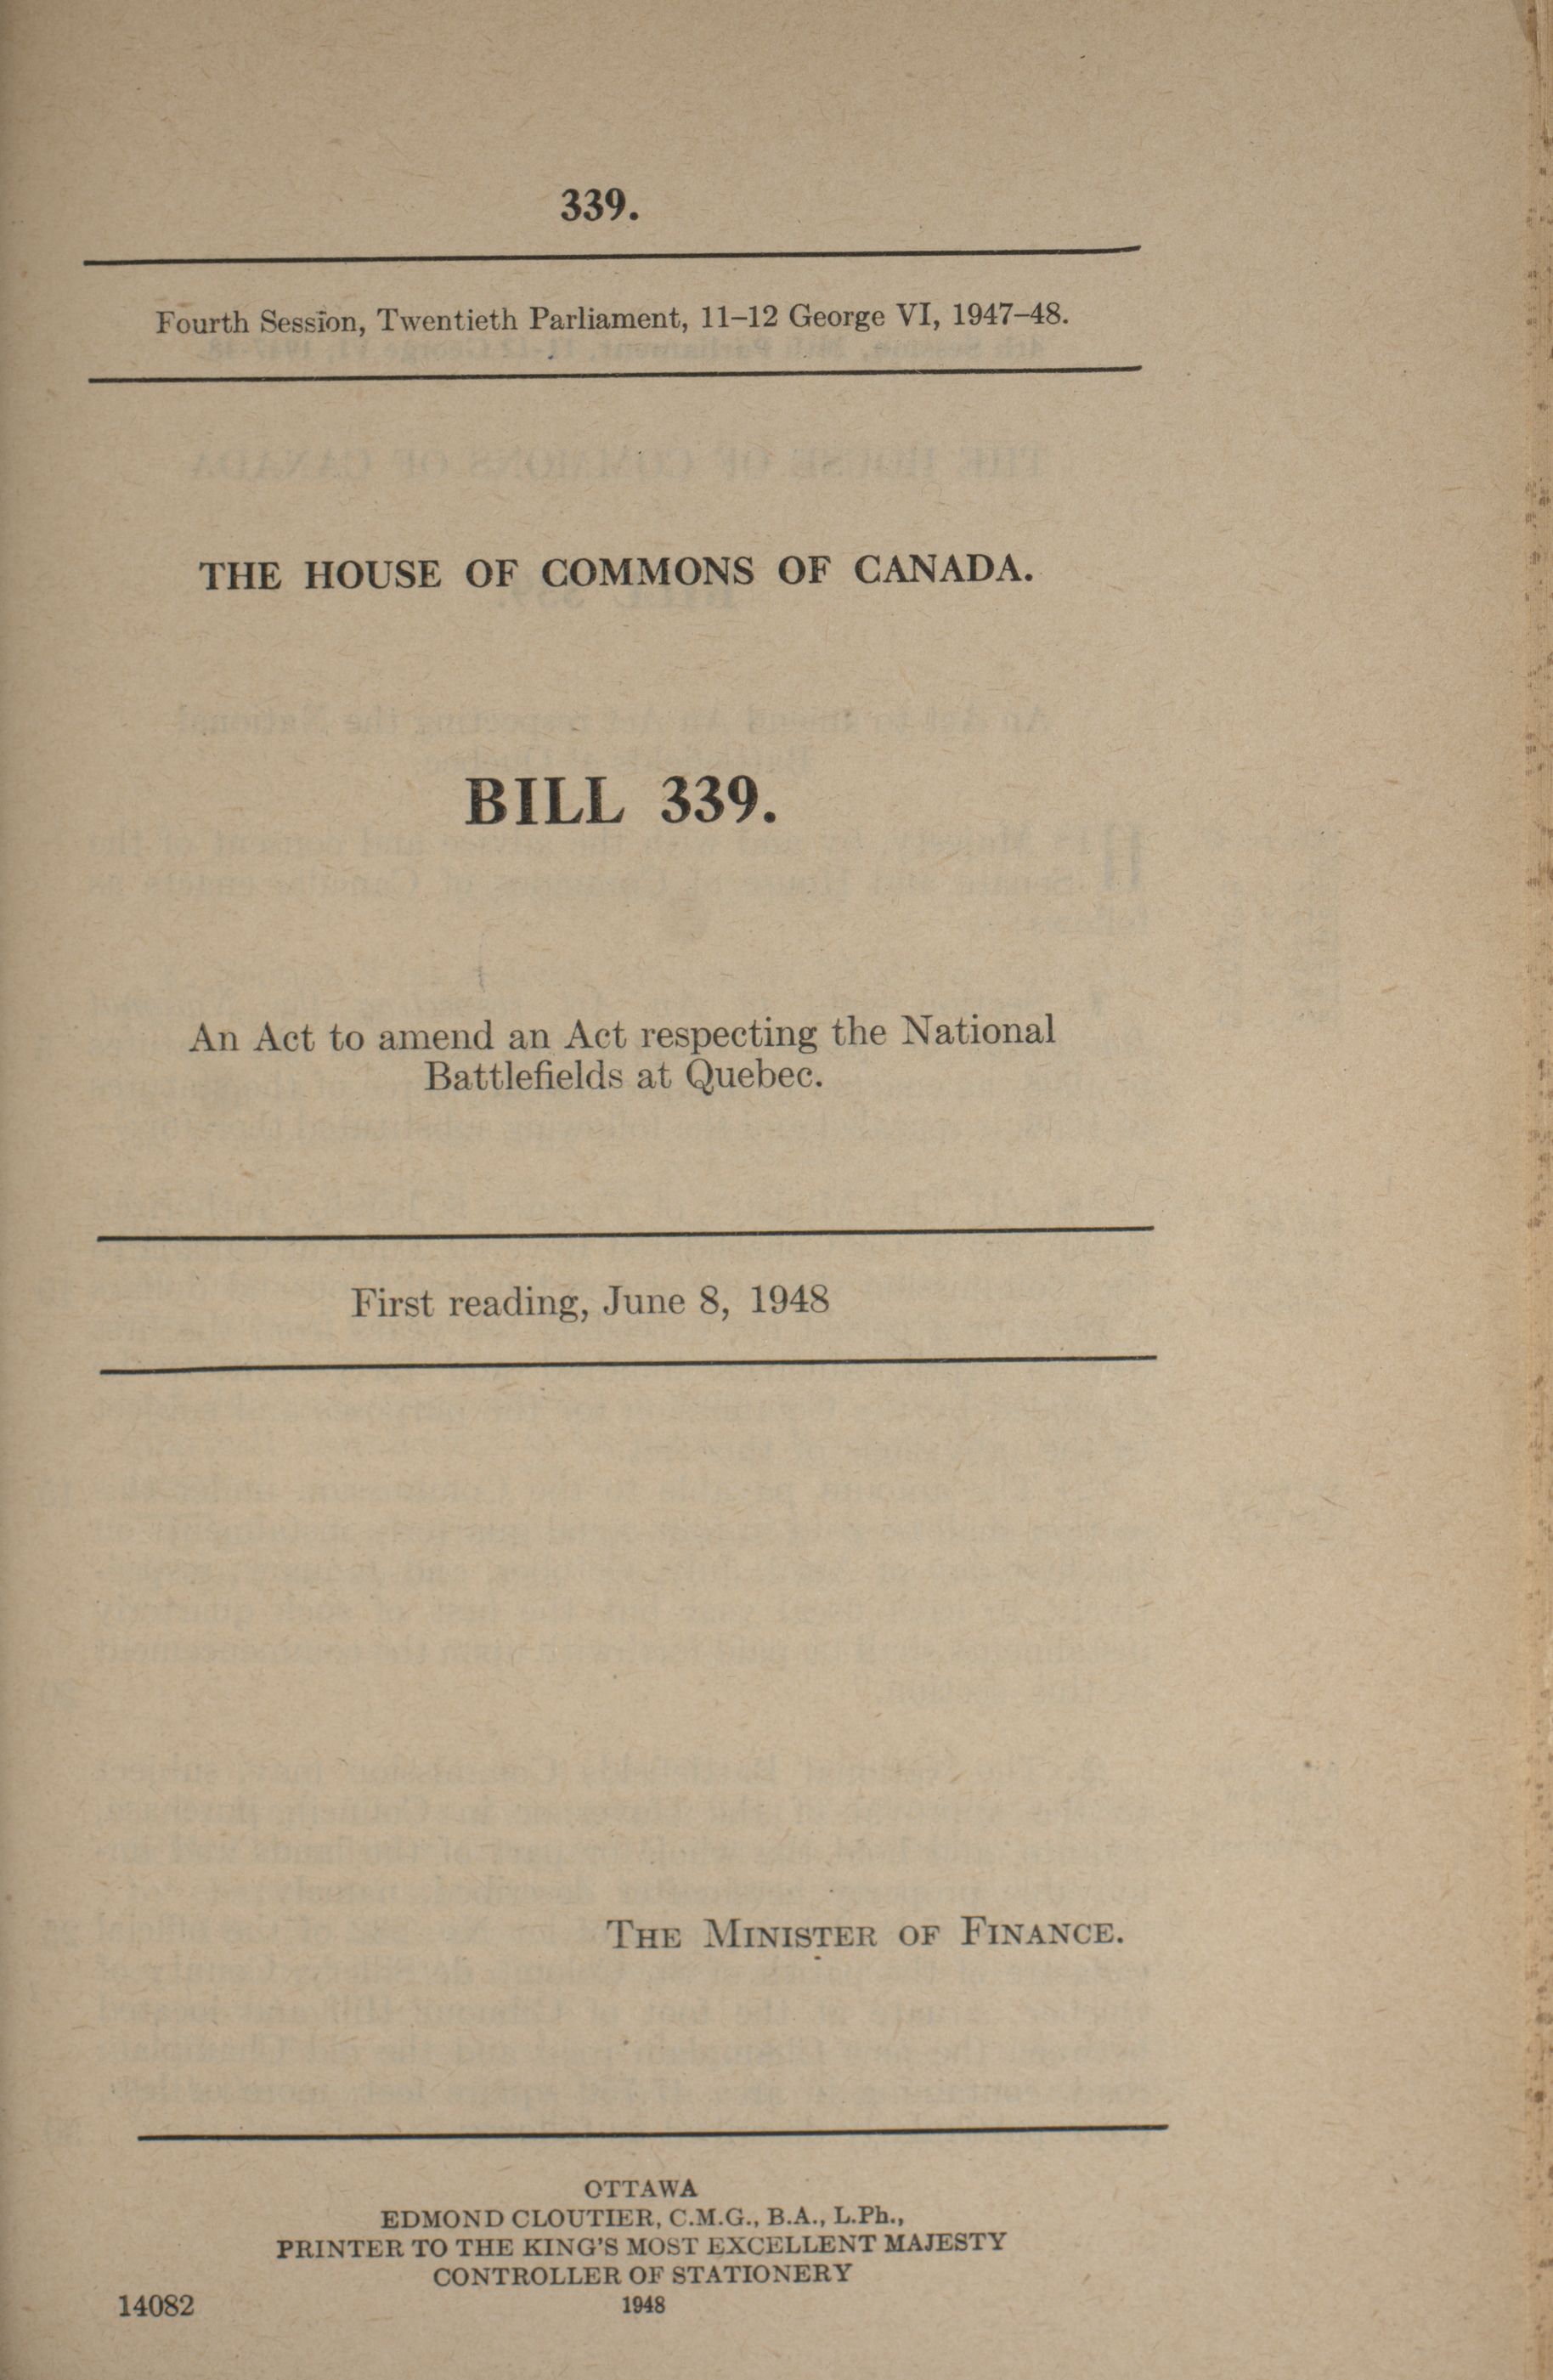 339.
Fourth Session, Twentieth Parliament, 11–12 George VI, 1947–48.
THE HOUSE OF COMMONS OF CANADA.
BILL 339.
An Act to amend an Act respecting the National
Battlefields at Quebec.
First reading, June 8, 1948
THE MINISTER OF FINANCE.
OTTAWA
EDMOND CLOUTIER, C.M.G., B.A., L.Ph.,
PRINTER TO THE KING'S MOST EXCELLENT MAJESTY
CONTROLLER OF STATIONERY
14082 1948